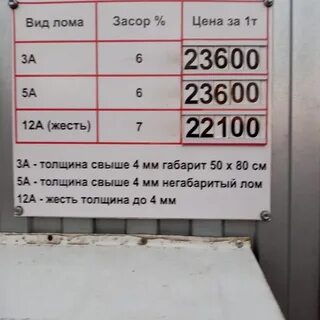 Вид лома Засор % Цена за 1т
3А 6 23600
5А 6 23600
12А (жесть) 7 22100
3А - толщина свыше 4 мм габарит 50 х 80 см
5А - толщина свыше 4 мм негабаритый лом
12А - жесть толщина до 4 мм